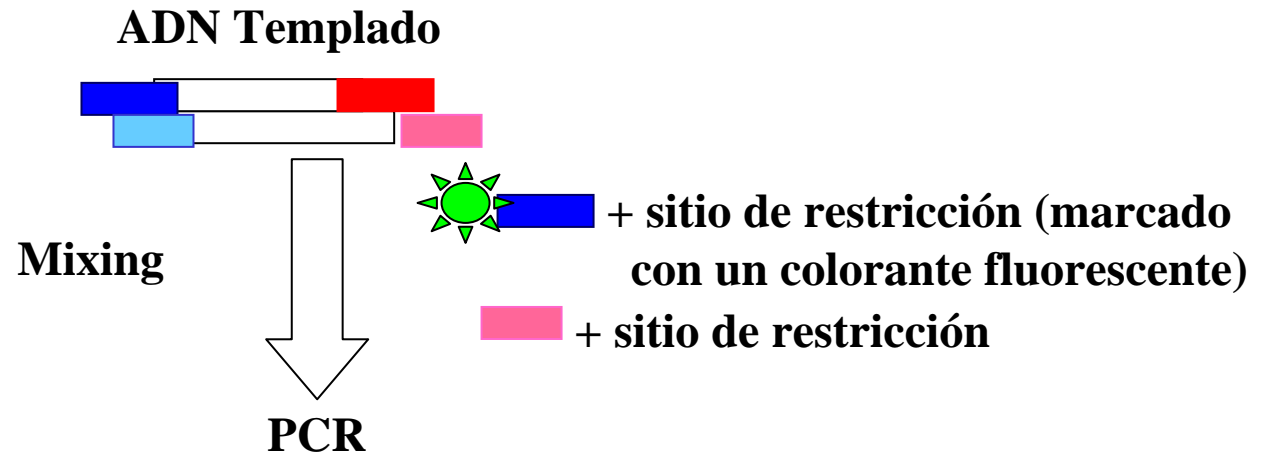 ADN Templado
+ sitio de restricción (marcado
con un colorante fluorescente)
Mixing
+ sitio de restricción
PCR